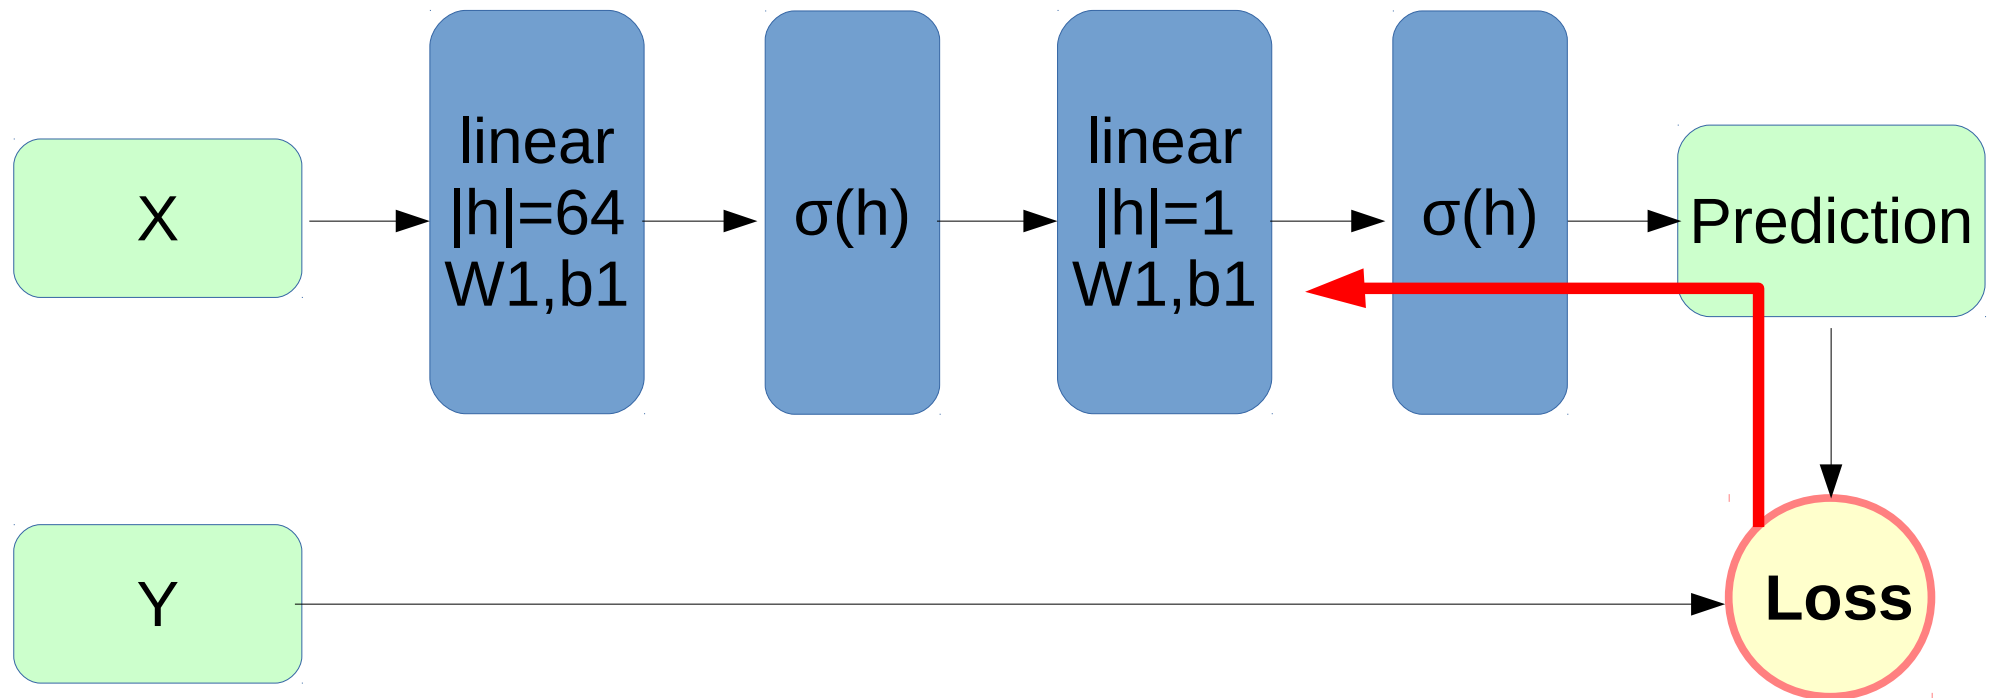 X
linear
|h|=64
W1,b1
σ(h)
linear
|h|=1
W1,b1
σ(h)
Prediction
Y
Loss